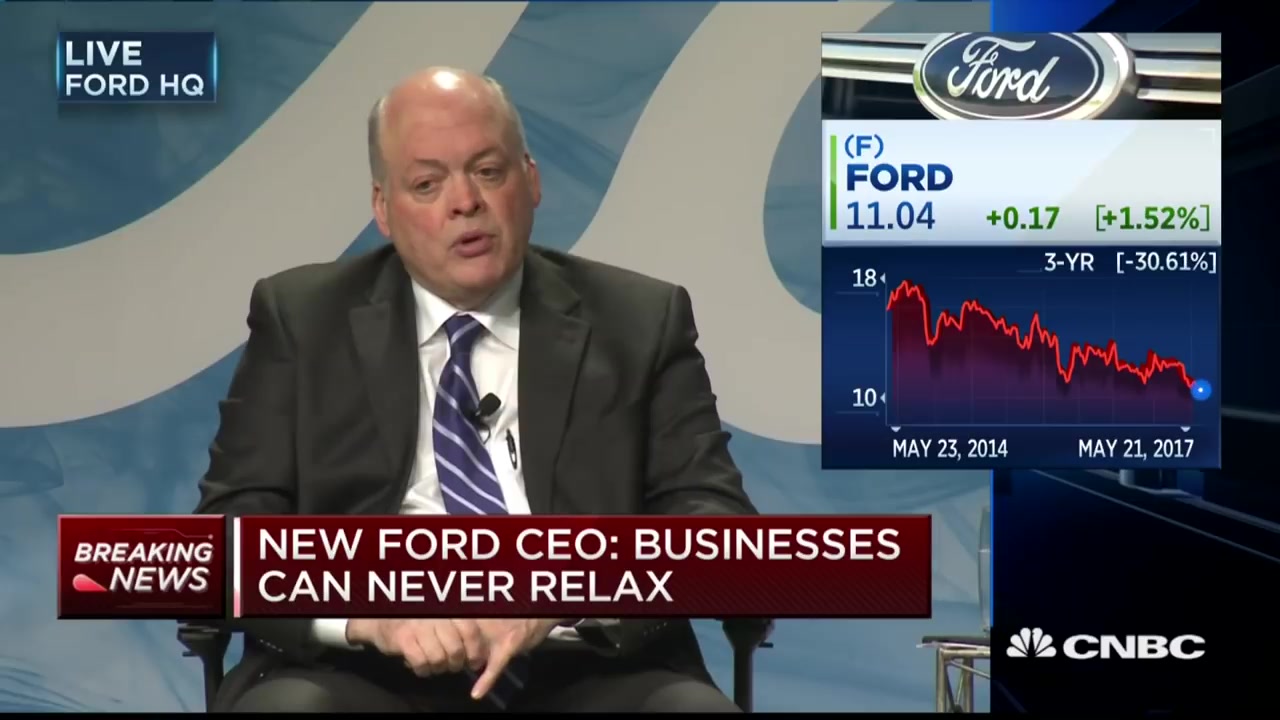 LIVE
FORD HQ
Ford
(F)
FORD
11.04 +0.17 [+1.52%]
3-YR [-30.61%]
18
10
MAY 23, 2014 MAY 21, 2017
BREAKING
NEWS
NEW FORD CEO: BUSINESSES
CAN NEVER RELAX
CNBC